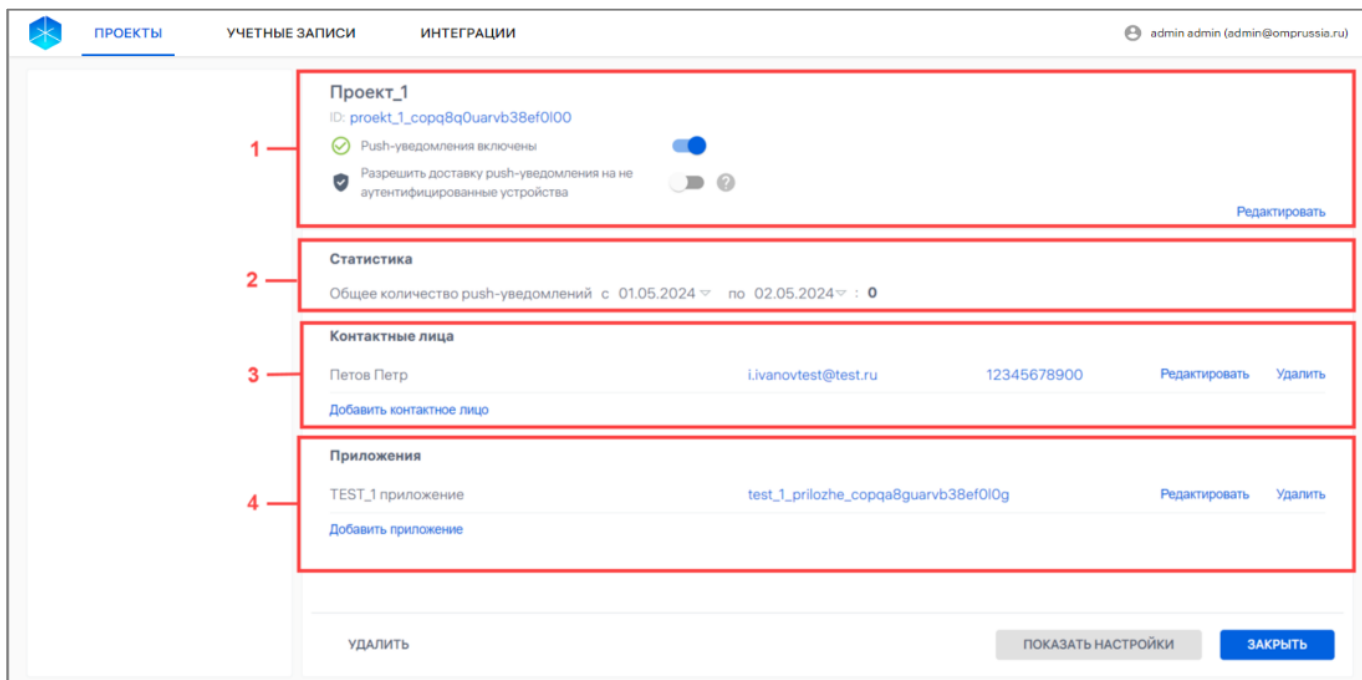 ПРОЕКТЫ УЧЕТНЫЕ ЗАПИСИ ИНТЕГРАЦИИ admin admin (admin@omprussia.ru)
Проект_1
ID: proekt_1_copq8q0uarvb38ef0l00
1
Push-уведомления включены
Разрешить доставку push-уведомления на не
аутентифицированные устройства
?
Редактировать
Статистика
2
Общее количество push-уведомлений с 01.05.2024 по 02.05.2024 : 0
Контактные лица
3
Петов Петр i.ivanovtest@test.ru 12345678900 Редактировать Удалить
Добавить контактное лицо
Приложения
4
TEST_1 приложение test_1_prilozhe_copqa8guarvb38ef0l0g Редактировать Удалить
Добавить приложение
УДАЛИТЬ ПОКАЗАТЬ НАСТРОЙКИ ЗАКРЫТЬ